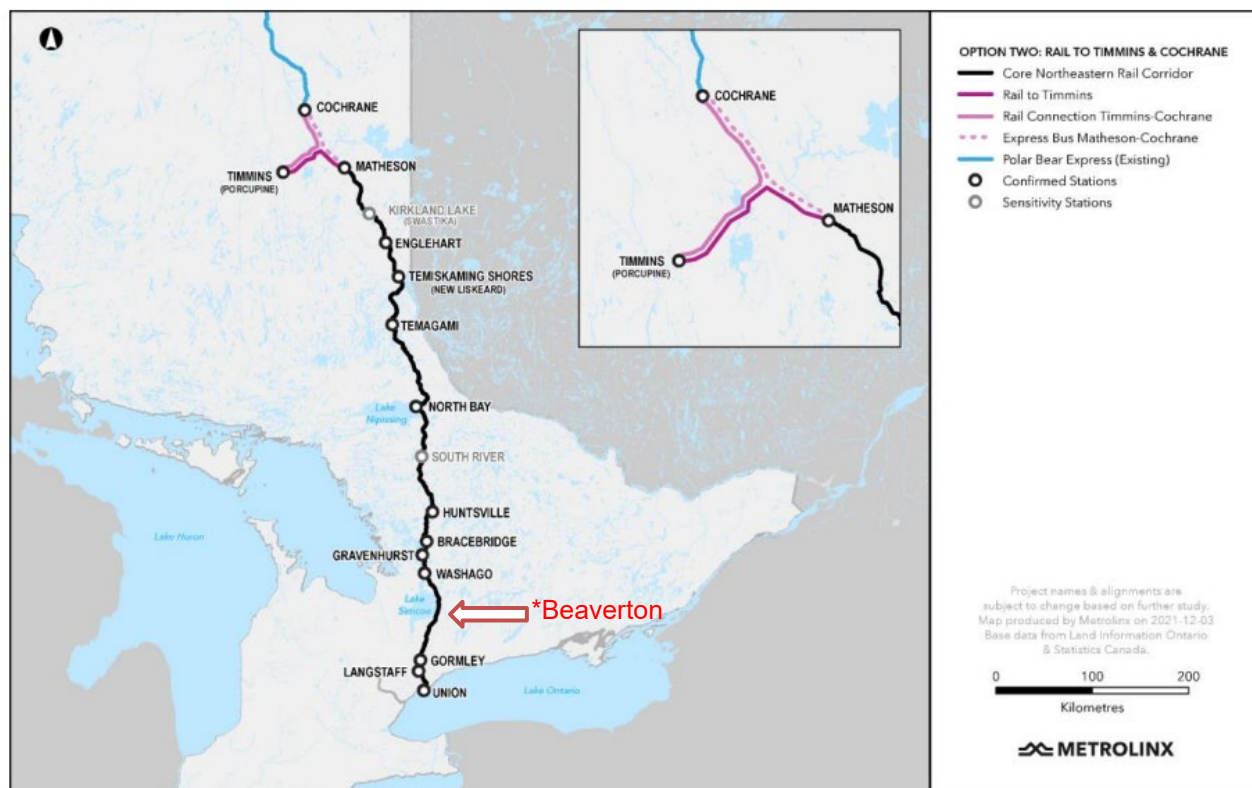 COCHRANE
TIMMINS
(PORCUPINE)
MATHESON
KIRKLAND LAKE
(SWASTIKA)
ENGLEHART
TEMISKAMING SHORES
(NEW LISKEARD)
TEMAGAMI
Lake
Nipissing
NORTH BAY
SOUTH RIVER
HUNTSVILLE
BRACEBRIDGE
GRAVENHURST
WASHAGO
Lake Huron
Lake
Simcoe
*Beaverton
GORMLEY
LANGSTAFF
UNION
Lake Ontario
COCHRANE
MATHESON
TIMMINS
(PORCUPINE)
OPTION TWO: RAIL TO TIMMINS & COCHRANE
Core Northeastern Rail Corridor
Rail to Timmins
Rail Connection Timmins-Cochrane
Express Bus Matheson-Cochrane
Polar Bear Express (Existing)
Confirmed Stations
Sensitivity Stations
Project names & alignments are
subject to change based on further study.
Map produced by Metrolinx on 2021-12-03
Base data from Land Information Ontario
& Statistics Canada.
0 100 200
Kilometres
METROLINX